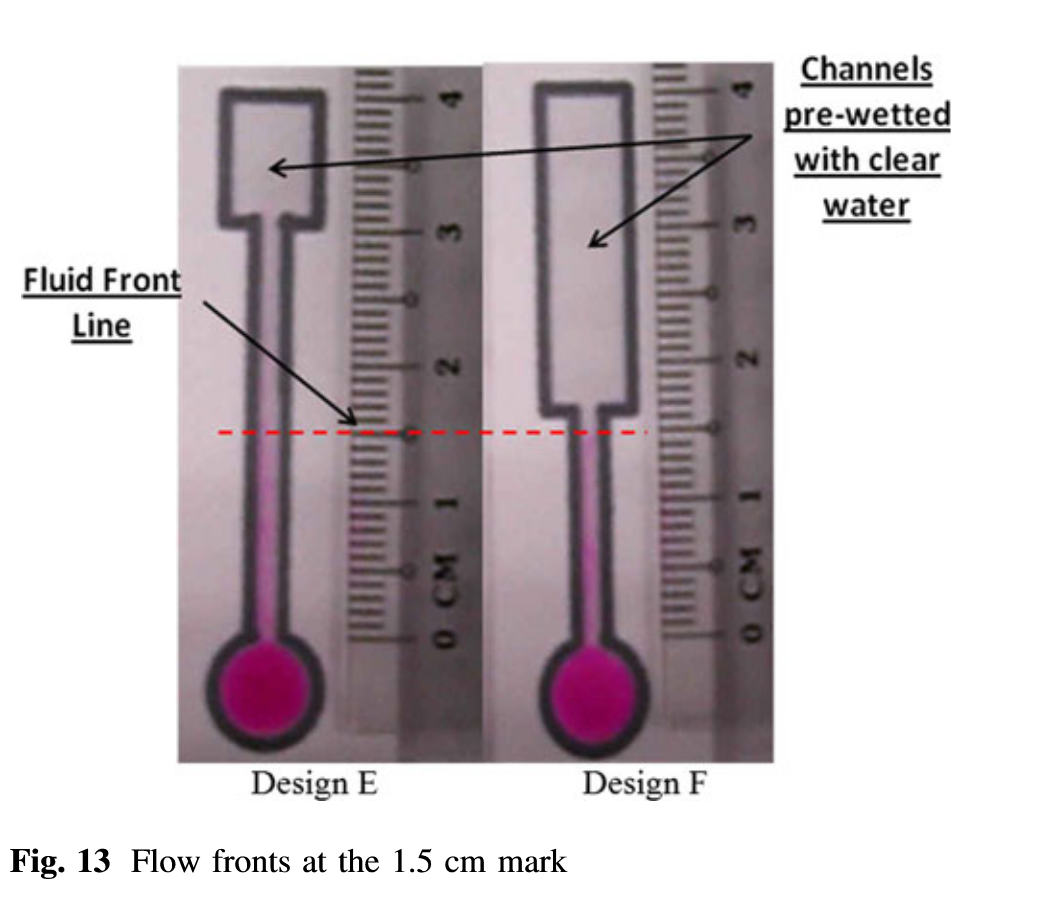 Channels
pre-wetted
with clear
water
Fluid Front
Line
4
3
2
1
CM
0
4
3
2
1
CM
0
Design E
Design F
Fig. 13 Flow fronts at the 1.5 cm mark